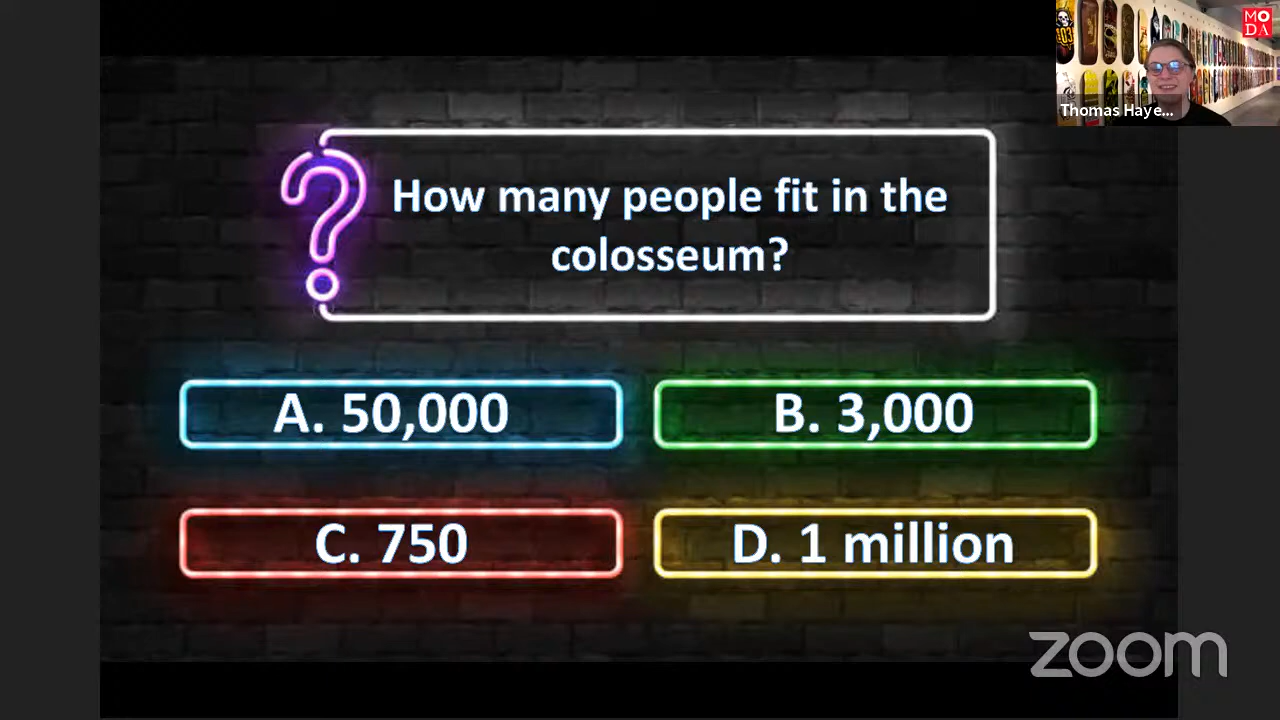 MO
DA
Thomas Haye...
How many people fit in the
colosseum?
A. 50,000
B. 3,000
C. 750
D. 1 million
zoom